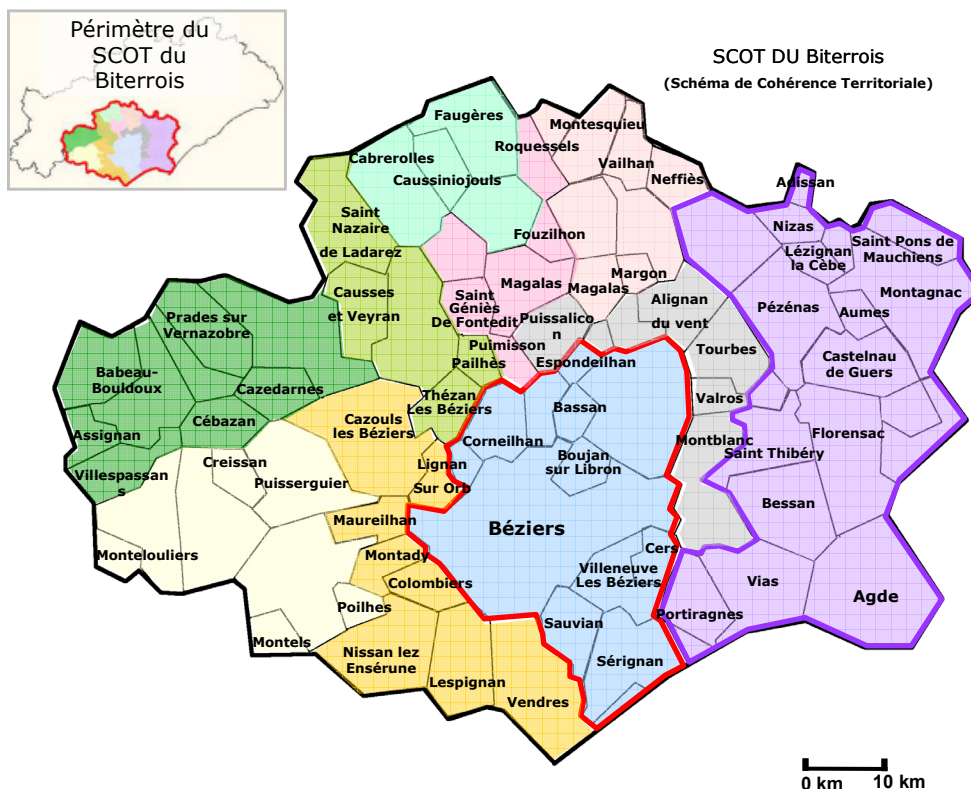 Périmètre du
SCOT du
Biterrois
SCOT DU Biterrois
(Schéma de Cohérence Territoriale)
Faugères
Cabrerolles
Caussiniojouls
Roquessels
Montesquieu
Vailhan
Neffiès
Adissan
Nizas
Lézignan
la Cèbe
Saint Pons de
Mauchiens
Montagnac
Saint
Nazaire
de Ladarez
Fouzilhon
Causses
et Veyran
Magalas
Margon
Magalas
Alignan
du vent
Pézénas
Aumes
Saint
Géniès
De Fontedit
Puissalico
n
Prades sur
Vernazobre
Puimisson
Pailhès
Espondeilhan
Tourbes
Castelnau
de Guers
Babeau-
Bouldoux
Cazedarnes
Thézan
Les Béziers
Valros
Cébazan
Cazouls
les Béziers
Bassan
Assignan
Corneilhan
Montblanc
Florensac
Saint Thibéry
Boujan
sur Libron
Creissan
Lignan
Sur Orb
Villespassan
s
Puisserguier
Bessan
Maureilhan
Béziers
Montelouliers
Montady
Cers
Villeneuve
Les Béziers
Colombiers
Vias
Agde
Poilhes
Portiragnes
Sauvian
Montels
Nissan lez
Ensérune
Sérignan
Lespignan
Vendres
0 km
10 km